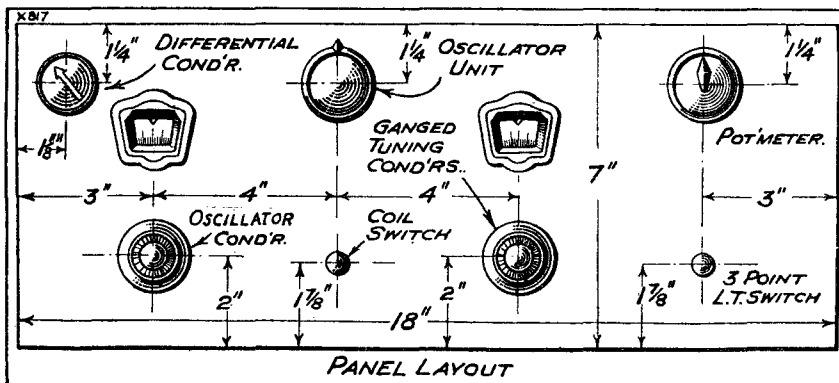 X817
1¼"
DIFFERENTIAL
COND'R.
1¼"
OSCILLATOR
UNIT
1¼"
GANGED
TUNING
COND'RS..
POT'METER.
1⅛"
7"
3"
4"
4"
3"
OSCILLATOR
COND'R.
COIL
SWITCH
2"
1⅞"
2"
1⅞"
3 POINT
L.T. SWITCH
18"
PANEL LAYOUT